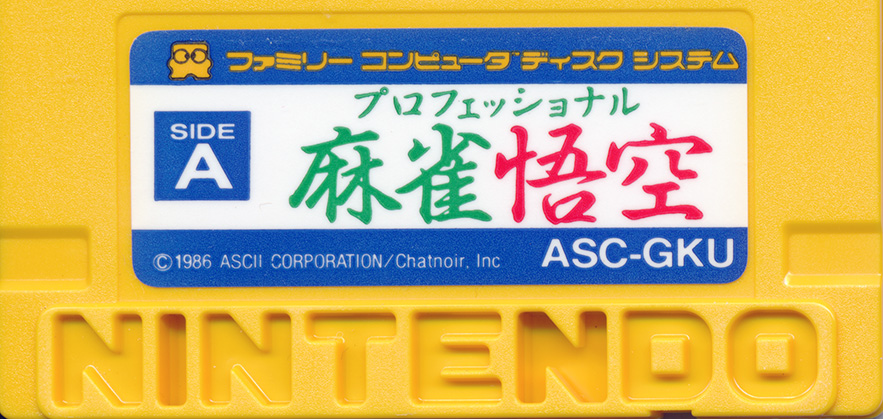 ファミリー コンピュータ™ ディスク システム
プロフェッショナル
SIDE
A
麻雀悟空
©1986 ASCII CORPORATION/Chatnoir, Inc
ASC-GKU
NINTENDO